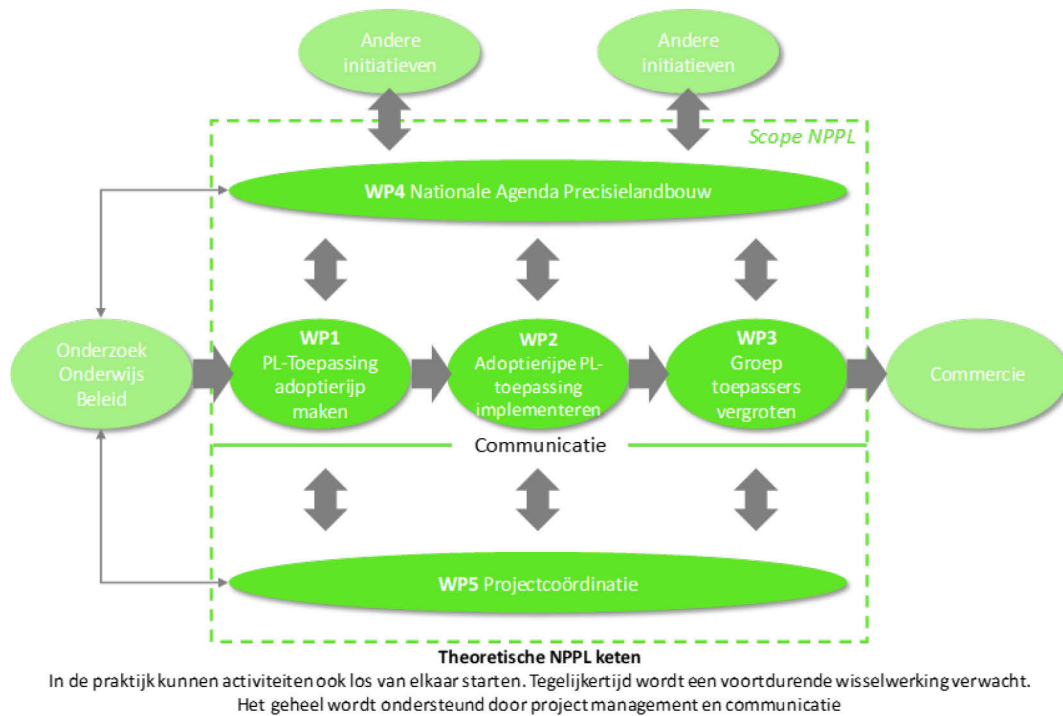 Andere
initiatieven
Andere
initiatieven
Scope NPPL
WP4 Nationale Agenda Precisielandbouw
Onderzoek
Onderwijs
Beleid
WP1
PL-Toepassing
adoptierijp
maken
WP2
Adoptierijpe PL-
toepassing
implementeren
WP3
Groep
toepassers
vergroten
Commercie
Communicatie
WP5 Projectcoördinatie
Theoretische NPPL keten
In de praktijk kunnen activiteiten ook los van elkaar starten. Tegelijkertijd wordt een voortdurende wisselwerking verwacht.
Het geheel wordt ondersteund door project management en communicatie